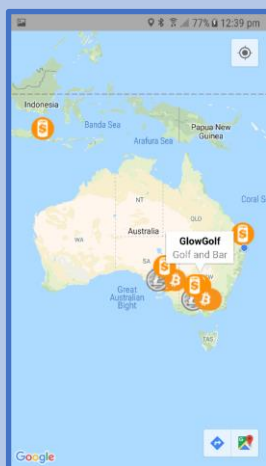 77% 12:39 pm
Indonesia
Banda Sea
Papua New
Guinea
Arafura Sea
Coral S
NT
QLD
Australia
WA
GlowGolf
Golf and Bar
SA
NSW
Great
Australian
Bight
TAS
Google